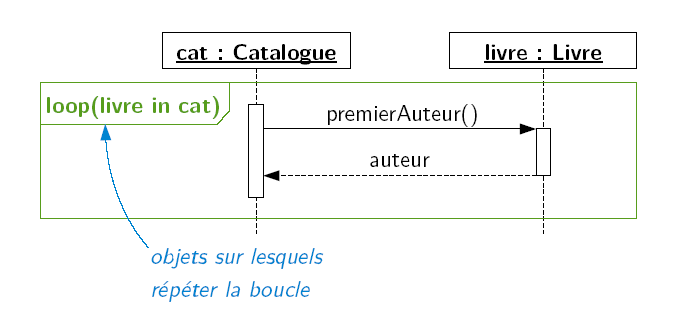 cat : Catalogue
livre : Livre
loop(livre in cat)
premierAuteur()
auteur
objets sur lesquels
répéter la boucle